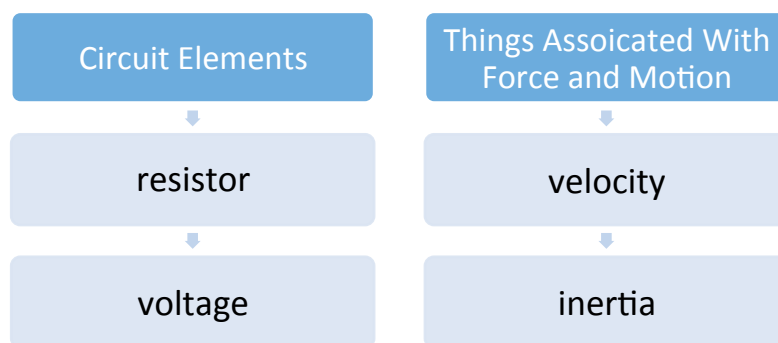 Circuit Elements
resistor
voltage
Things Assoicated With
Force and Motion
velocity
inertia